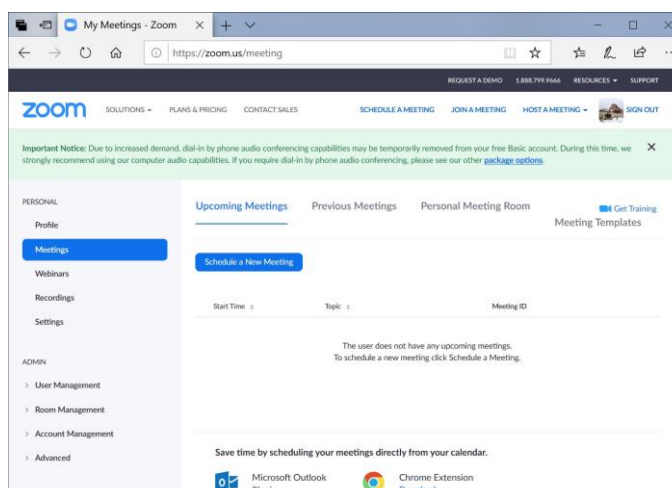 My Meetings - Zoom
https://zoom.us/meeting
REQUEST A DEMO 1.888.799.9666 RESOURCES SUPPORT
zoom SOLUTIONS PLANS & PRICING CONTACT SALES SCHEDULE A MEETING JOIN A MEETING HOST A MEETING SIGN OUT
Important Notice: Due to increased demand, dial-in by phone audio conferencing capabilities may be temporarily removed from your free Basic account. During this time, we
strongly recommend using our computer audio capabilities. If you require dial-in by phone audio conferencing, please see our other package options.
PERSONAL
Profile
Meetings
Webinars
Recordings
Settings
ADMIN
User Management
Room Management
Account Management
Advanced
Upcoming Meetings Previous Meetings Personal Meeting Room
Get Training
Meeting Templates
Schedule a New Meeting
Start Time Topic Meeting ID
The user does not have any upcoming meetings.
To schedule a new meeting click Schedule a Meeting.
Save time by scheduling your meetings directly from your calendar.
Microsoft Outlook Chrome Extension